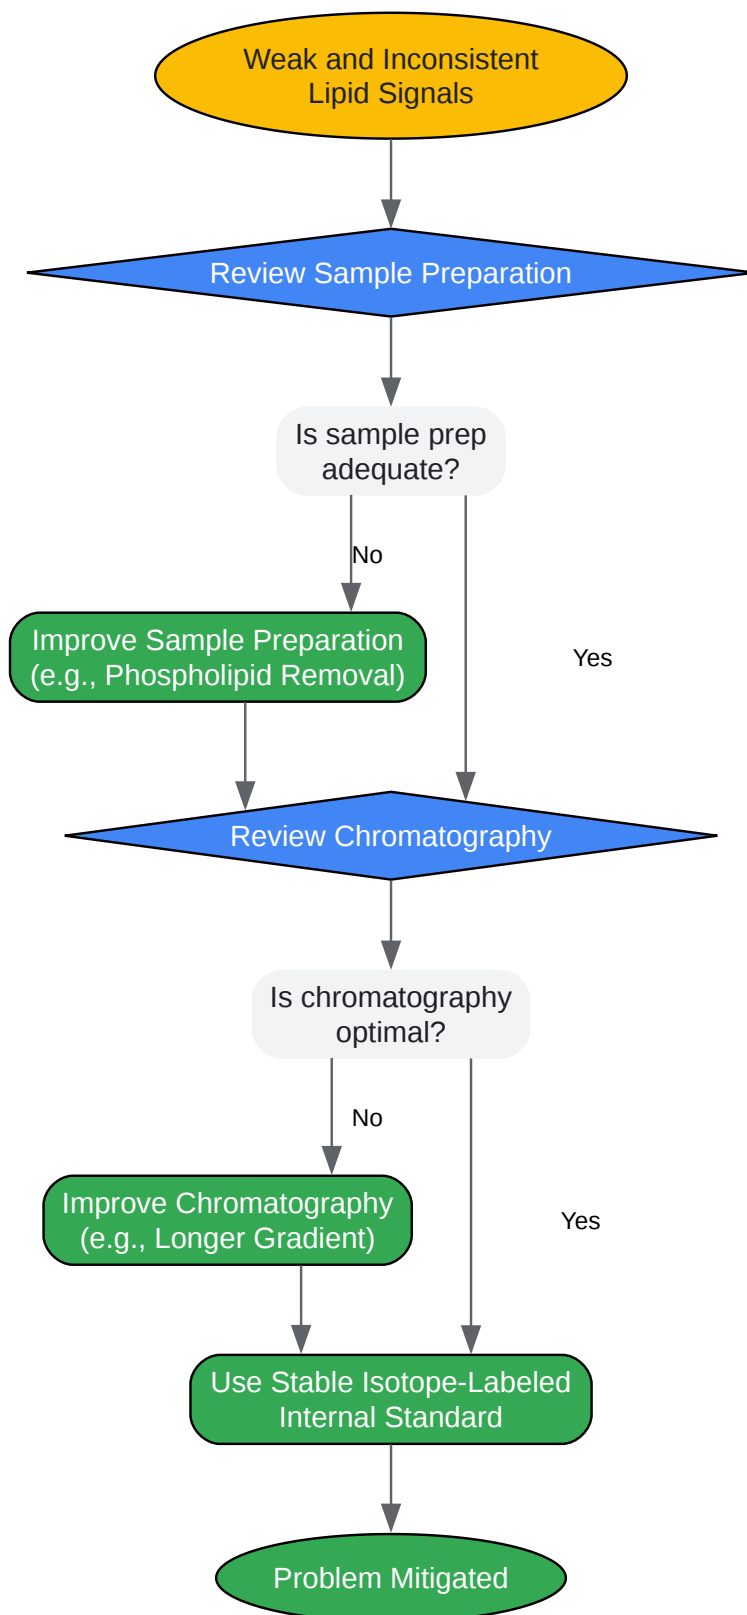 Weak and Inconsistent
Lipid Signals
Review Sample Preparation
Is sample prep
adequate?
No
Improve Sample Preparation
(e.g., Phospholipid Removal)
Yes
Review Chromatography
Is chromatography
optimal?
No
Improve Chromatography
(e.g., Longer Gradient)
Yes
Use Stable Isotope-Labeled
Internal Standard
Problem Mitigated